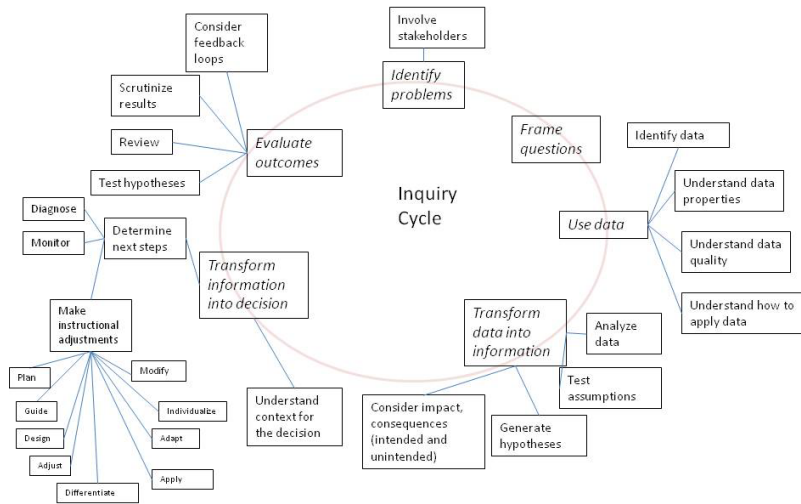 Involve
stakeholders
Identify
problems
Frame
questions
Identify data
Understand data
properties
Use data
Understand data
quality
Understand how to
apply data
Transform
data into
information
Analyze
data
Test
assumptions
Generate
hypotheses
Consider impact,
consequences
(intended and
unintended)
Transform
information
into decision
Understand
context for
the decision
Determine
next steps
Diagnose
Monitor
Make
instructional
adjustments
Plan
Guide
Design
Adjust
Differentiate
Apply
Adapt
Individualize
Modify
Evaluate
outcomes
Consider
feedback
loops
Scrutinize
results
Review
Test hypotheses
Inquiry
Cycle